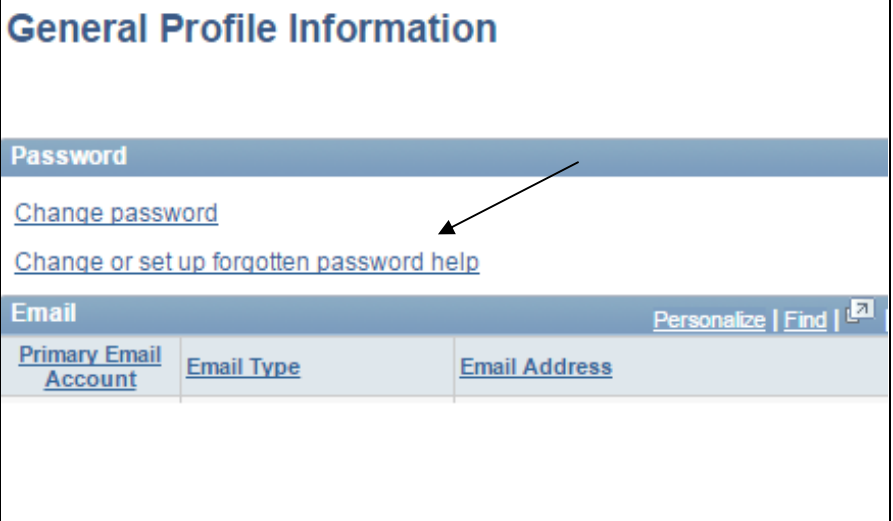 General Profile Information
Password
Change password
Change or set up forgotten password help
Email
Personalize | Find | |
Primary Email Account
Email Type
Email Address